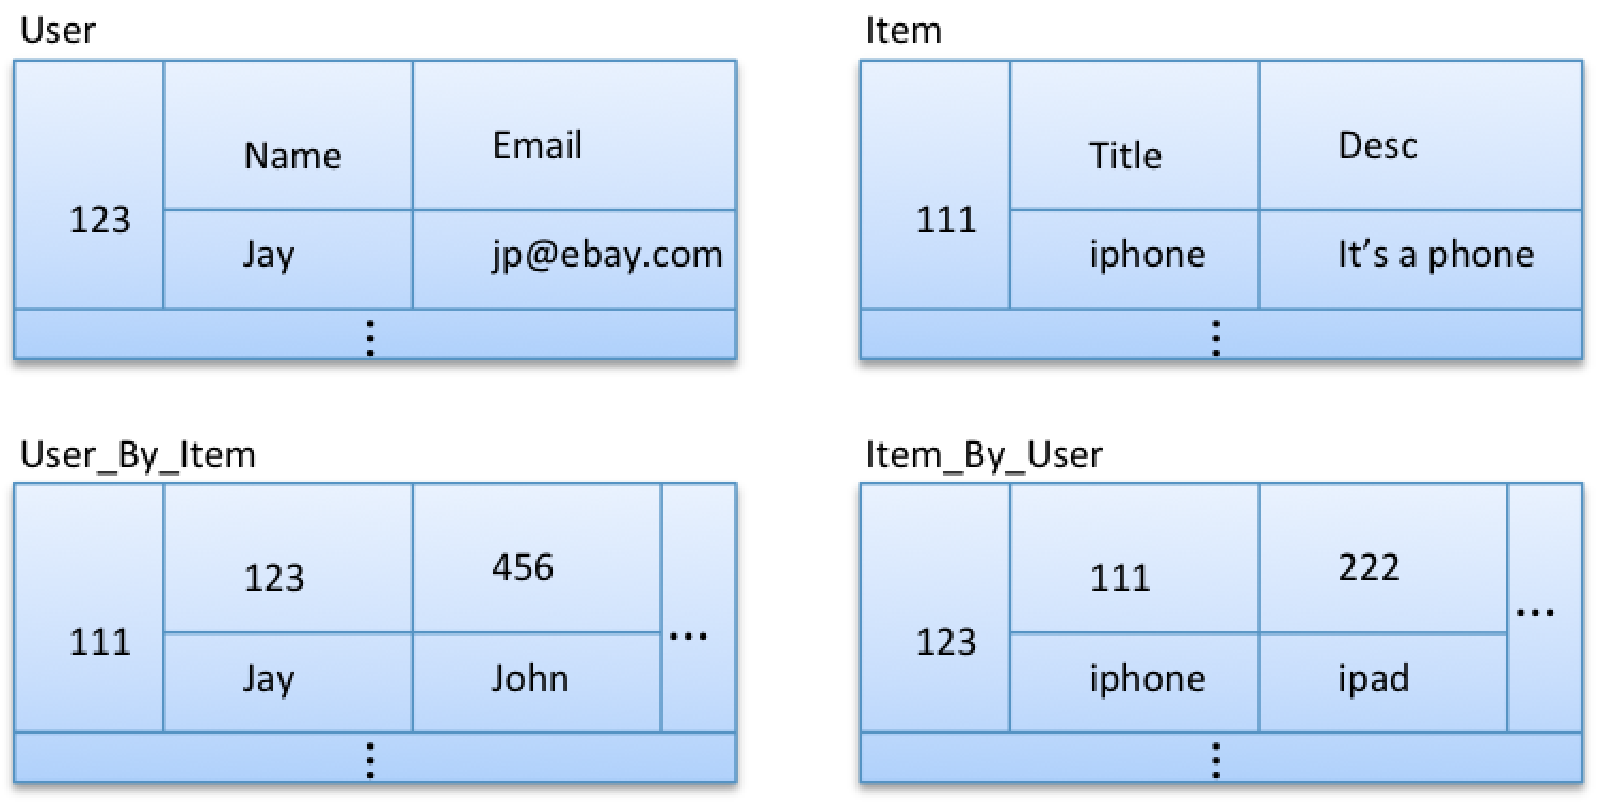 User
Name
Email
123
Jay
jp@ebay.com
⋮
Item
Title
Desc
111
iphone
It's a phone
⋮
User_By_Item
123
456
111
...
Jay
John
⋮
Item_By_User
111
222
...
123
iphone
ipad
⋮